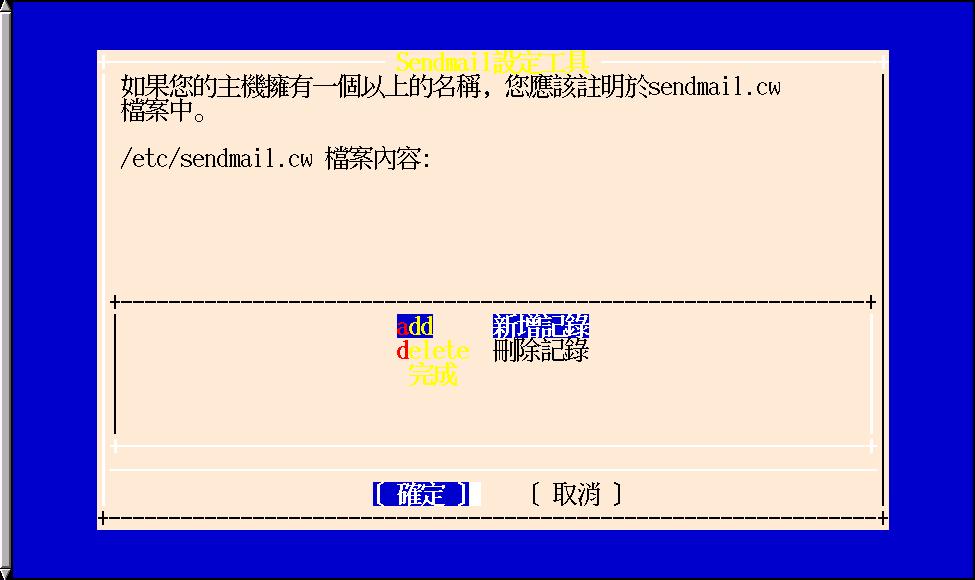 Sendmail設定工具
如果您的主機擁有一個以上的名稱, 您應該註明於sendmail.cw
檔案中。
/etc/sendmail.cw 檔案內容:
add 新增記錄
delete 刪除記錄
完成
[ 確定 ] [ 取消 ]